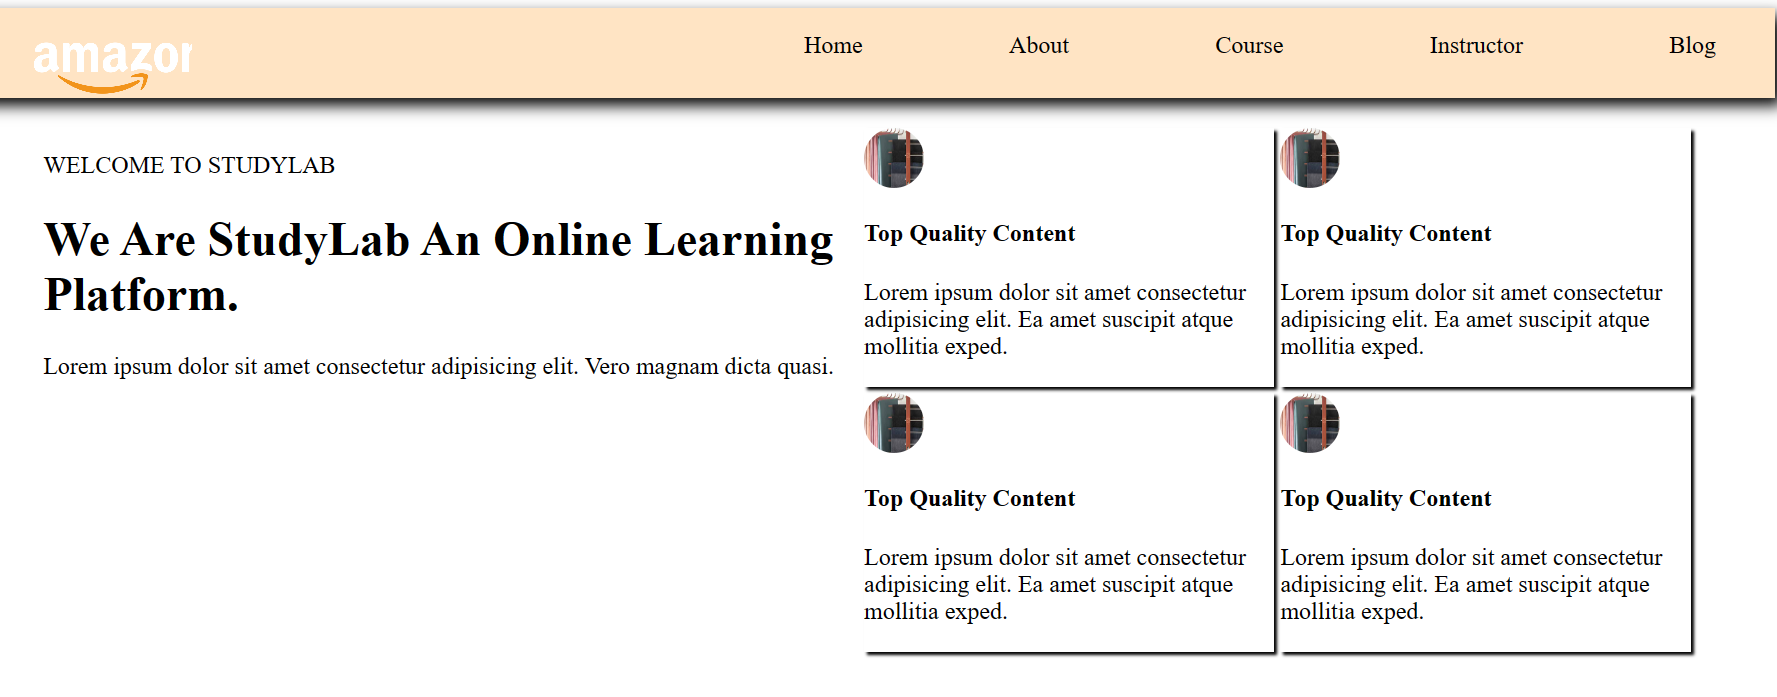 amazon
Home About Course Instructor Blog
WELCOME TO STUDYLAB
We Are StudyLab An Online Learning
Platform.
Lorem ipsum dolor sit amet consectetur adipisicing elit. Vero magnam dicta quasi.
Top Quality Content
Lorem ipsum dolor sit amet consectetur
adipisicing elit. Ea amet suscipit atque
mollitia exped.
Top Quality Content
Lorem ipsum dolor sit amet consectetur
adipisicing elit. Ea amet suscipit atque
mollitia exped.
Top Quality Content
Lorem ipsum dolor sit amet consectetur
adipisicing elit. Ea amet suscipit atque
mollitia exped.
Top Quality Content
Lorem ipsum dolor sit amet consectetur
adipisicing elit. Ea amet suscipit atque
mollitia exped.